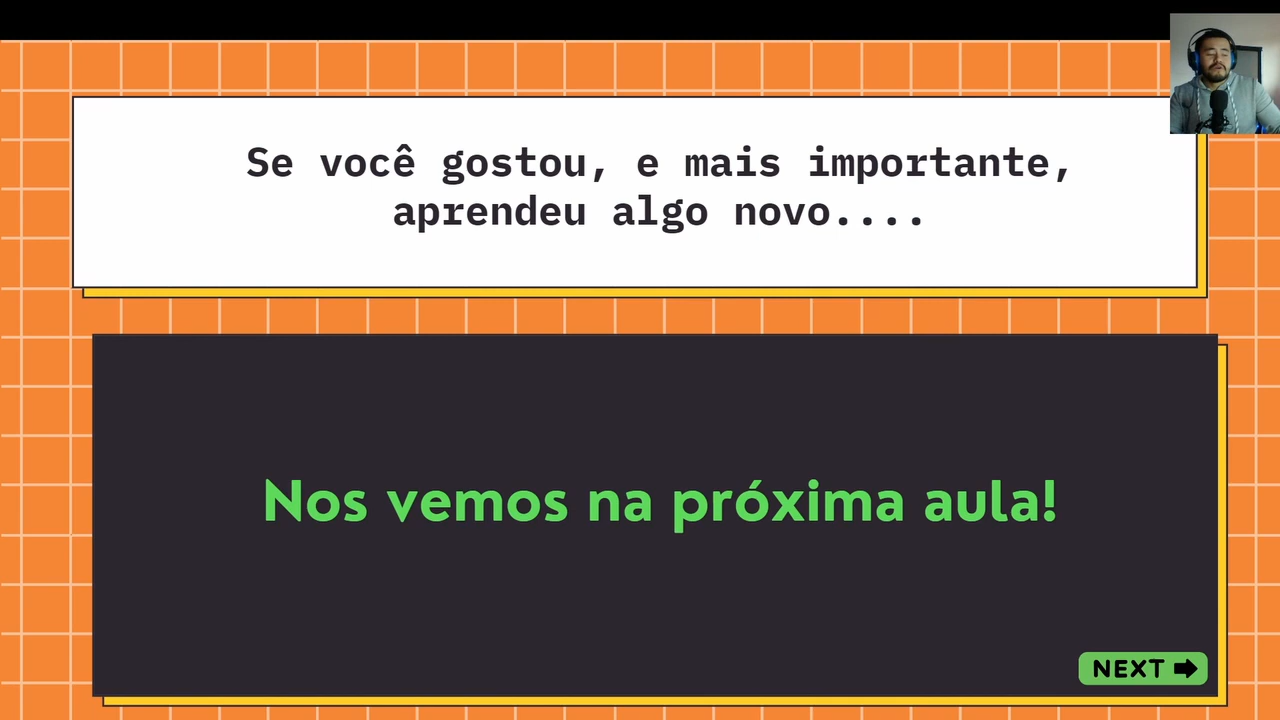 Se você gostou, e mais importante,
aprendeu algo novo....
Nos vemos na próxima aula!
NEXT